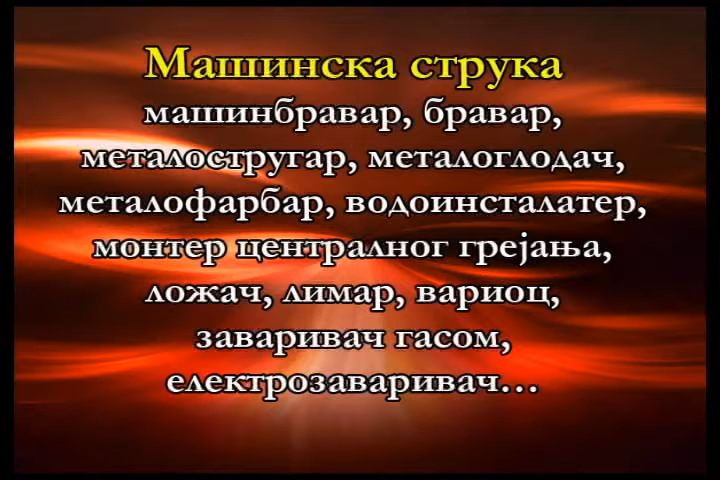 Машинска струка
машинбравар, бравар,
металостругар, металоглодач,
металофарбар, водоинсталатер,
монтер централног грејања,
ложач, лимар, вариоц,
заваривач гасом,
електрозаваривач...